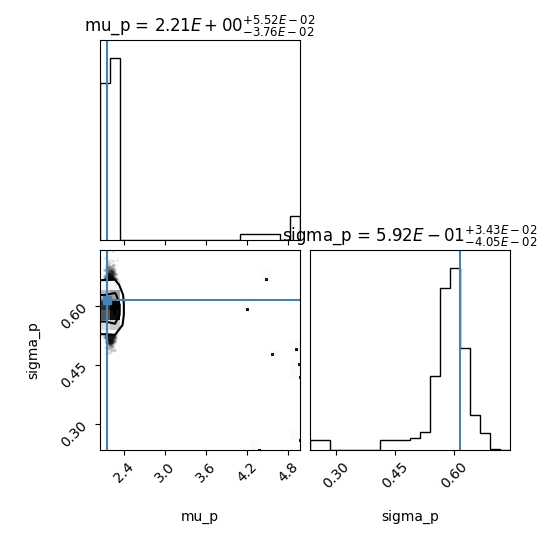 mu_p = 2.21E + 00+5.52E − 02 −3.76E − 02
sigma_p = 5.92E − 01+3.43E − 02 −4.05E − 02
0.60
0.45
0.30
sigma_p
2.4 3.0 3.6 4.2 4.8
0.30 0.45 0.60
mu_p
sigma_p